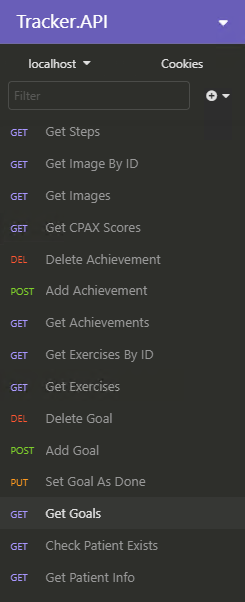 Tracker.API
localhost Cookies
Filter
GET Get Steps
GET Get Image By ID
GET Get Images
GET Get CPAX Scores
DEL Delete Achievement
POST Add Achievement
GET Get Achievements
GET Get Exercises By ID
GET Get Exercises
DEL Delete Goal
POST Add Goal
PUT Set Goal As Done
GET Get Goals
GET Check Patient Exists
GET Get Patient Info